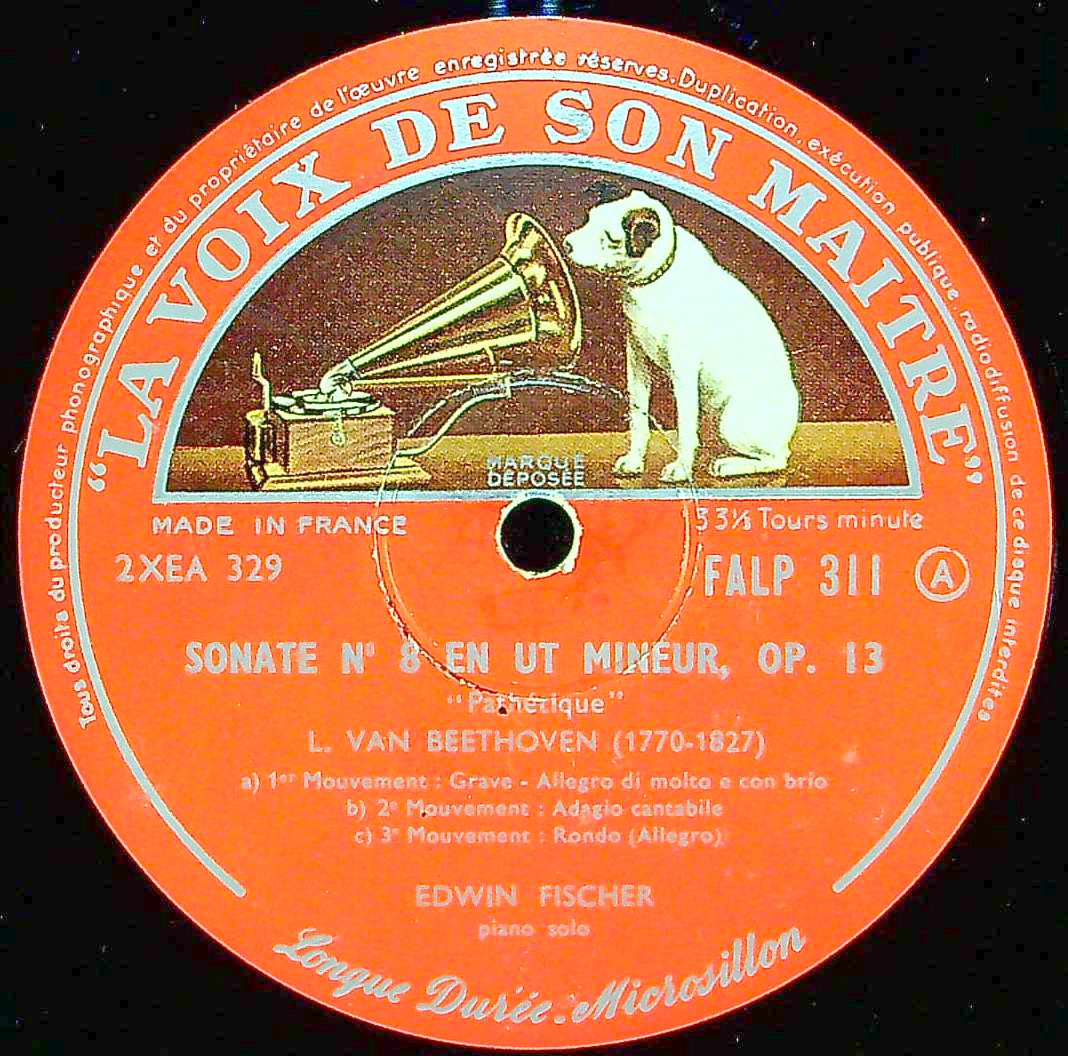 Tous droits du producteur phonographique et du propriétaire de l'œuvre enregistrée réservés. Duplication, exécution publique, radiodiffusion de ce disque interdites
“LA VOIX DE SON MAITRE”
MARQUE
DÉPOSÉE
MADE IN FRANCE
33⅓ Tours minute
2XEA 329
FALP 311 A
SONATE N° 8 EN UT MINEUR, OP. 13
“Pathétique”
L. VAN BEETHOVEN (1770-1827)
a) 1er Mouvement : Grave - Allegro di molto e con brio
b) 2e Mouvement : Adagio cantabile
c) 3e Mouvement : Rondo (Allegro)
EDWIN FISCHER
piano solo
Longue Durée - Microsillon